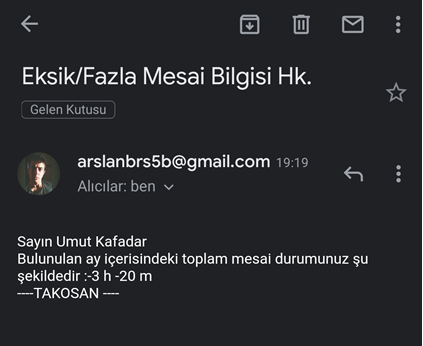 Eksik/Fazla Mesai Bilgisi Hk.
Gelen Kutusu
arslanbrs5b@gmail.com 19:19
Alıcılar: ben
Sayın Umut Kafadar
Bulunulan ay içerisindeki toplam mesai durumunuz şu
şekildedir :-3 h -20 m
----TAKOSAN ----